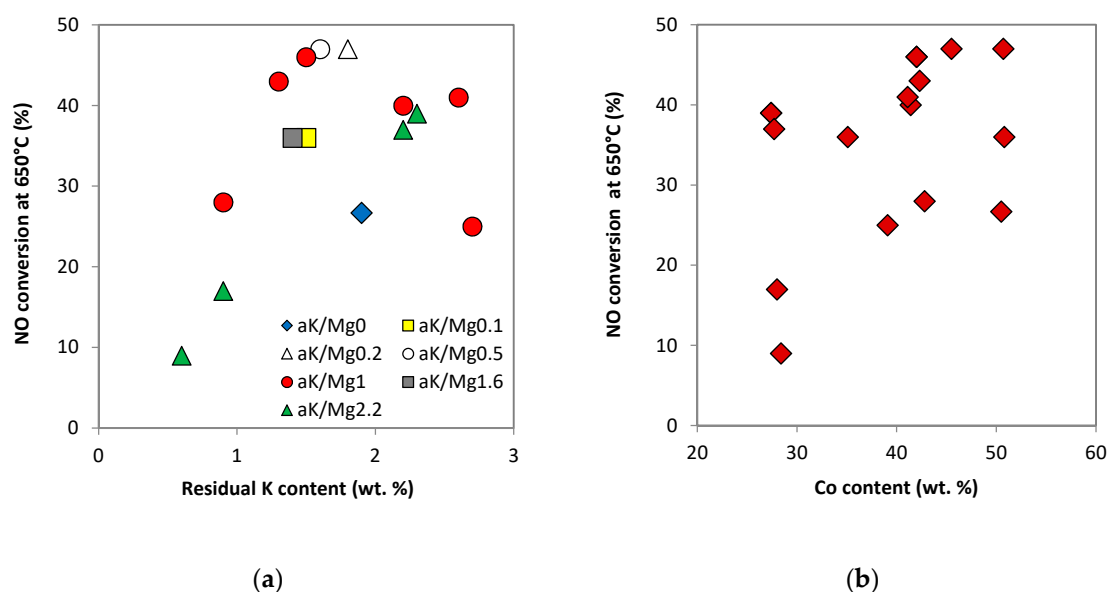 50
40
30
20
10
0
NO conversion at 650°C (%)
aK/Mg0 aK/Mg0.1
aK/Mg0.2 aK/Mg0.5
aK/Mg1 aK/Mg1.6
aK/Mg2.2
0 1 2 3
Residual K content (wt. %)
(a)
50
40
30
20
10
0
NO conversion at 650°C (%)
20 30 40 50 60
Co content (wt. %)
(b)